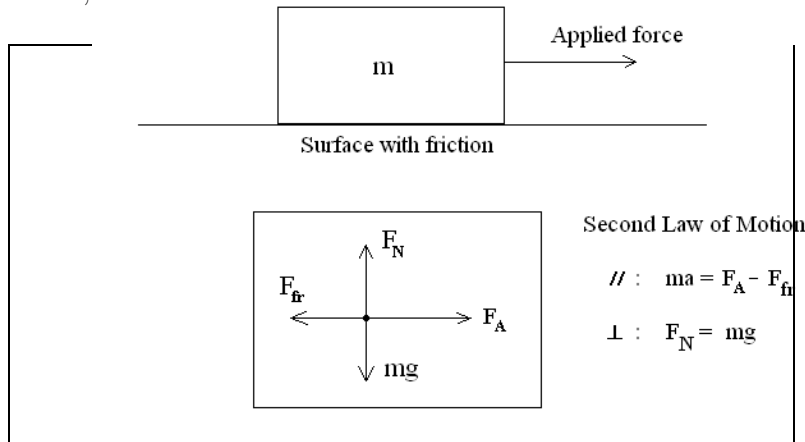 Applied force
m
Surface with friction
Second Law of Motion
F_N
F_fr
F_A
mg
// : ma = F_A - F_fr
⊥ : F_N = mg